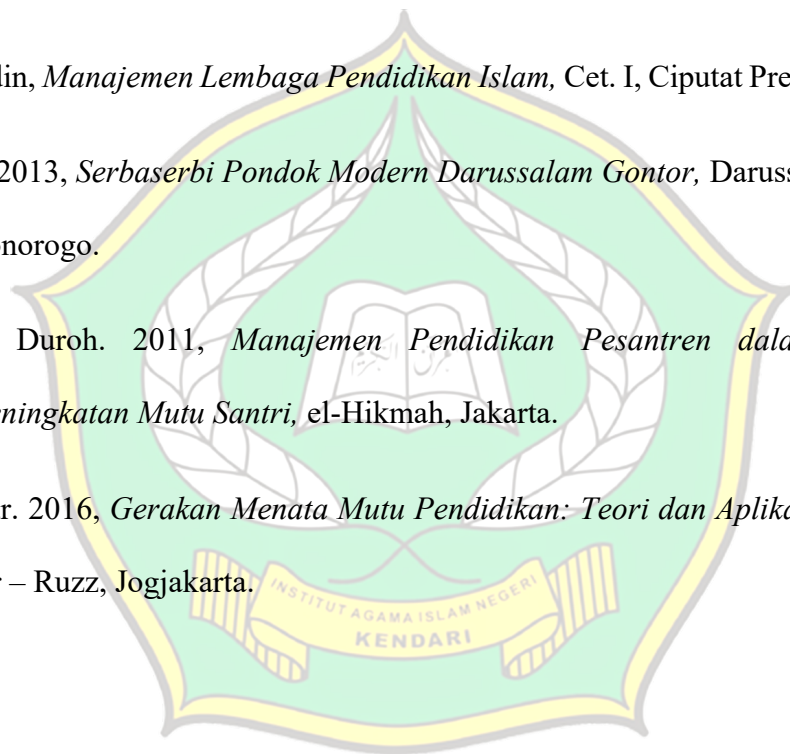 din, Manajemen Lembaga Pendidikan Islam, Cet. I, Ciputat Pre
2013, Serbaserbi Pondok Modern Darussalam Gontor, Daruss
onorogo.
Duroh. 2011, Manajemen Pendidikan Pesantren dala
eningkatan Mutu Santri, el-Hikmah, Jakarta.
r. 2016, Gerakan Menata Mutu Pendidikan: Teori dan Aplika
– Ruzz, Jogjakarta.
INSTITUT AGAMA ISLAM NEGERI
KENDARI